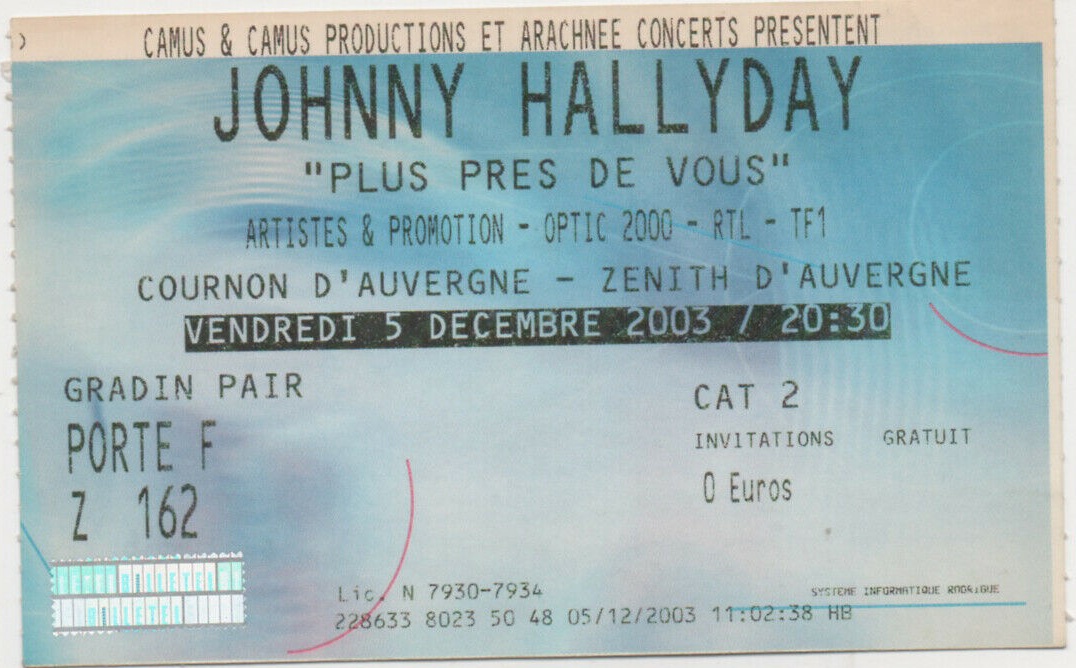 CAMUS & CAMUS PRODUCTIONS ET ARACHNEE CONCERTS PRESENTENT
JOHNNY HALLYDAY
"PLUS PRES DE VOUS"
ARTISTES & PROMOTION - OPTIC 2000 - RTL - TF1
COURNON D'AUVERGNE - ZENITH D'AUVERGNE
VENDREDI 5 DECEMBRE 2003 / 20:30
GRADIN PAIR
CAT 2
PORTE F
INVITATIONS GRATUIT
Z 162
0 Euros
Lic. N 7930-7934
SYSTEME INFORMATIQUE RODRIGUE
228633 8023 50 48 05/12/2003 11:02:38 HB